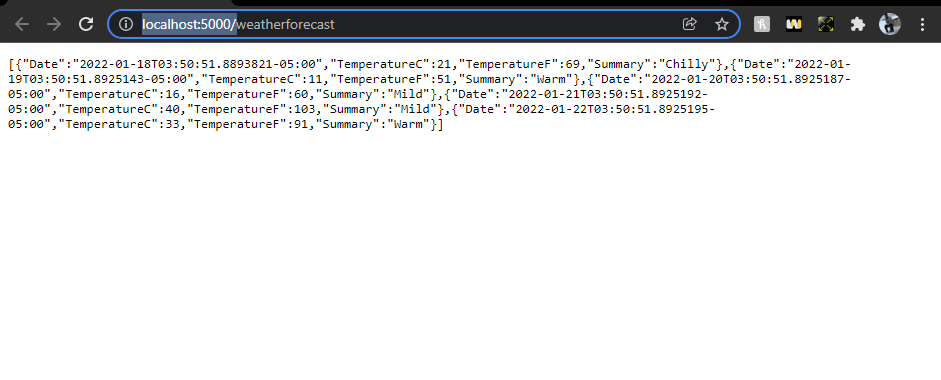 localhost:5000/weatherforecast
[{"Date":"2022-01-18T03:50:51.8893821-05:00","TemperatureC":21,"TemperatureF":69,"Summary":"Chilly"},{"Date":"2022-01-
19T03:50:51.8925143-05:00","TemperatureC":11,"TemperatureF":51,"Summary":"Warm"},{"Date":"2022-01-20T03:50:51.8925187-
05:00","TemperatureC":16,"TemperatureF":60,"Summary":"Mild"},{"Date":"2022-01-21T03:50:51.8925192-
05:00","TemperatureC":40,"TemperatureF":103,"Summary":"Mild"},{"Date":"2022-01-22T03:50:51.8925195-
05:00","TemperatureC":33,"TemperatureF":91,"Summary":"Warm"}]